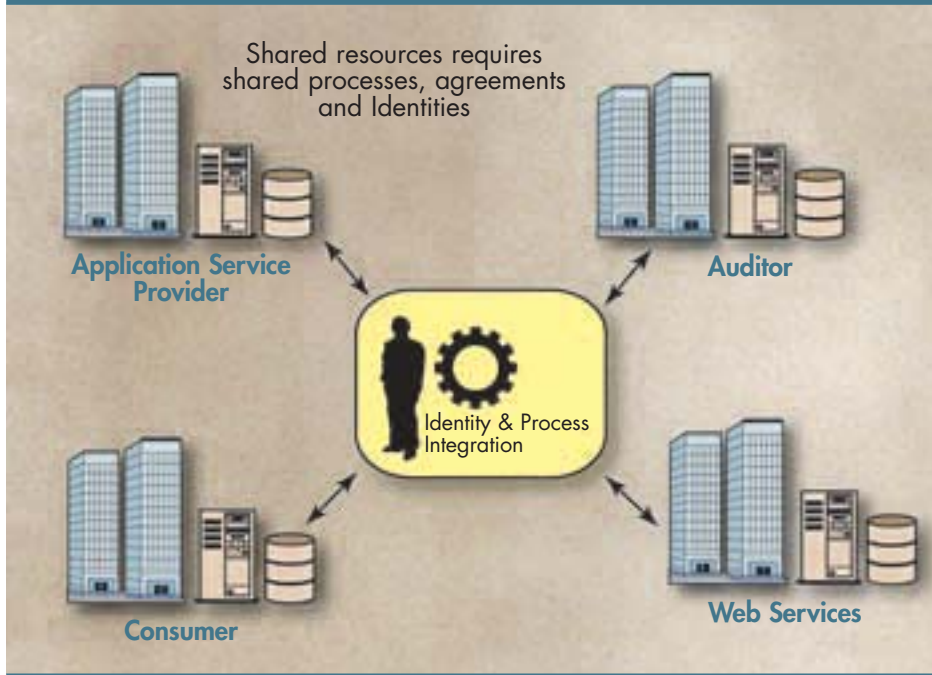 Shared resources requires
shared processes, agreements
and Identities
Application Service
Provider
Auditor
Identity & Process
Integration
Consumer
Web Services